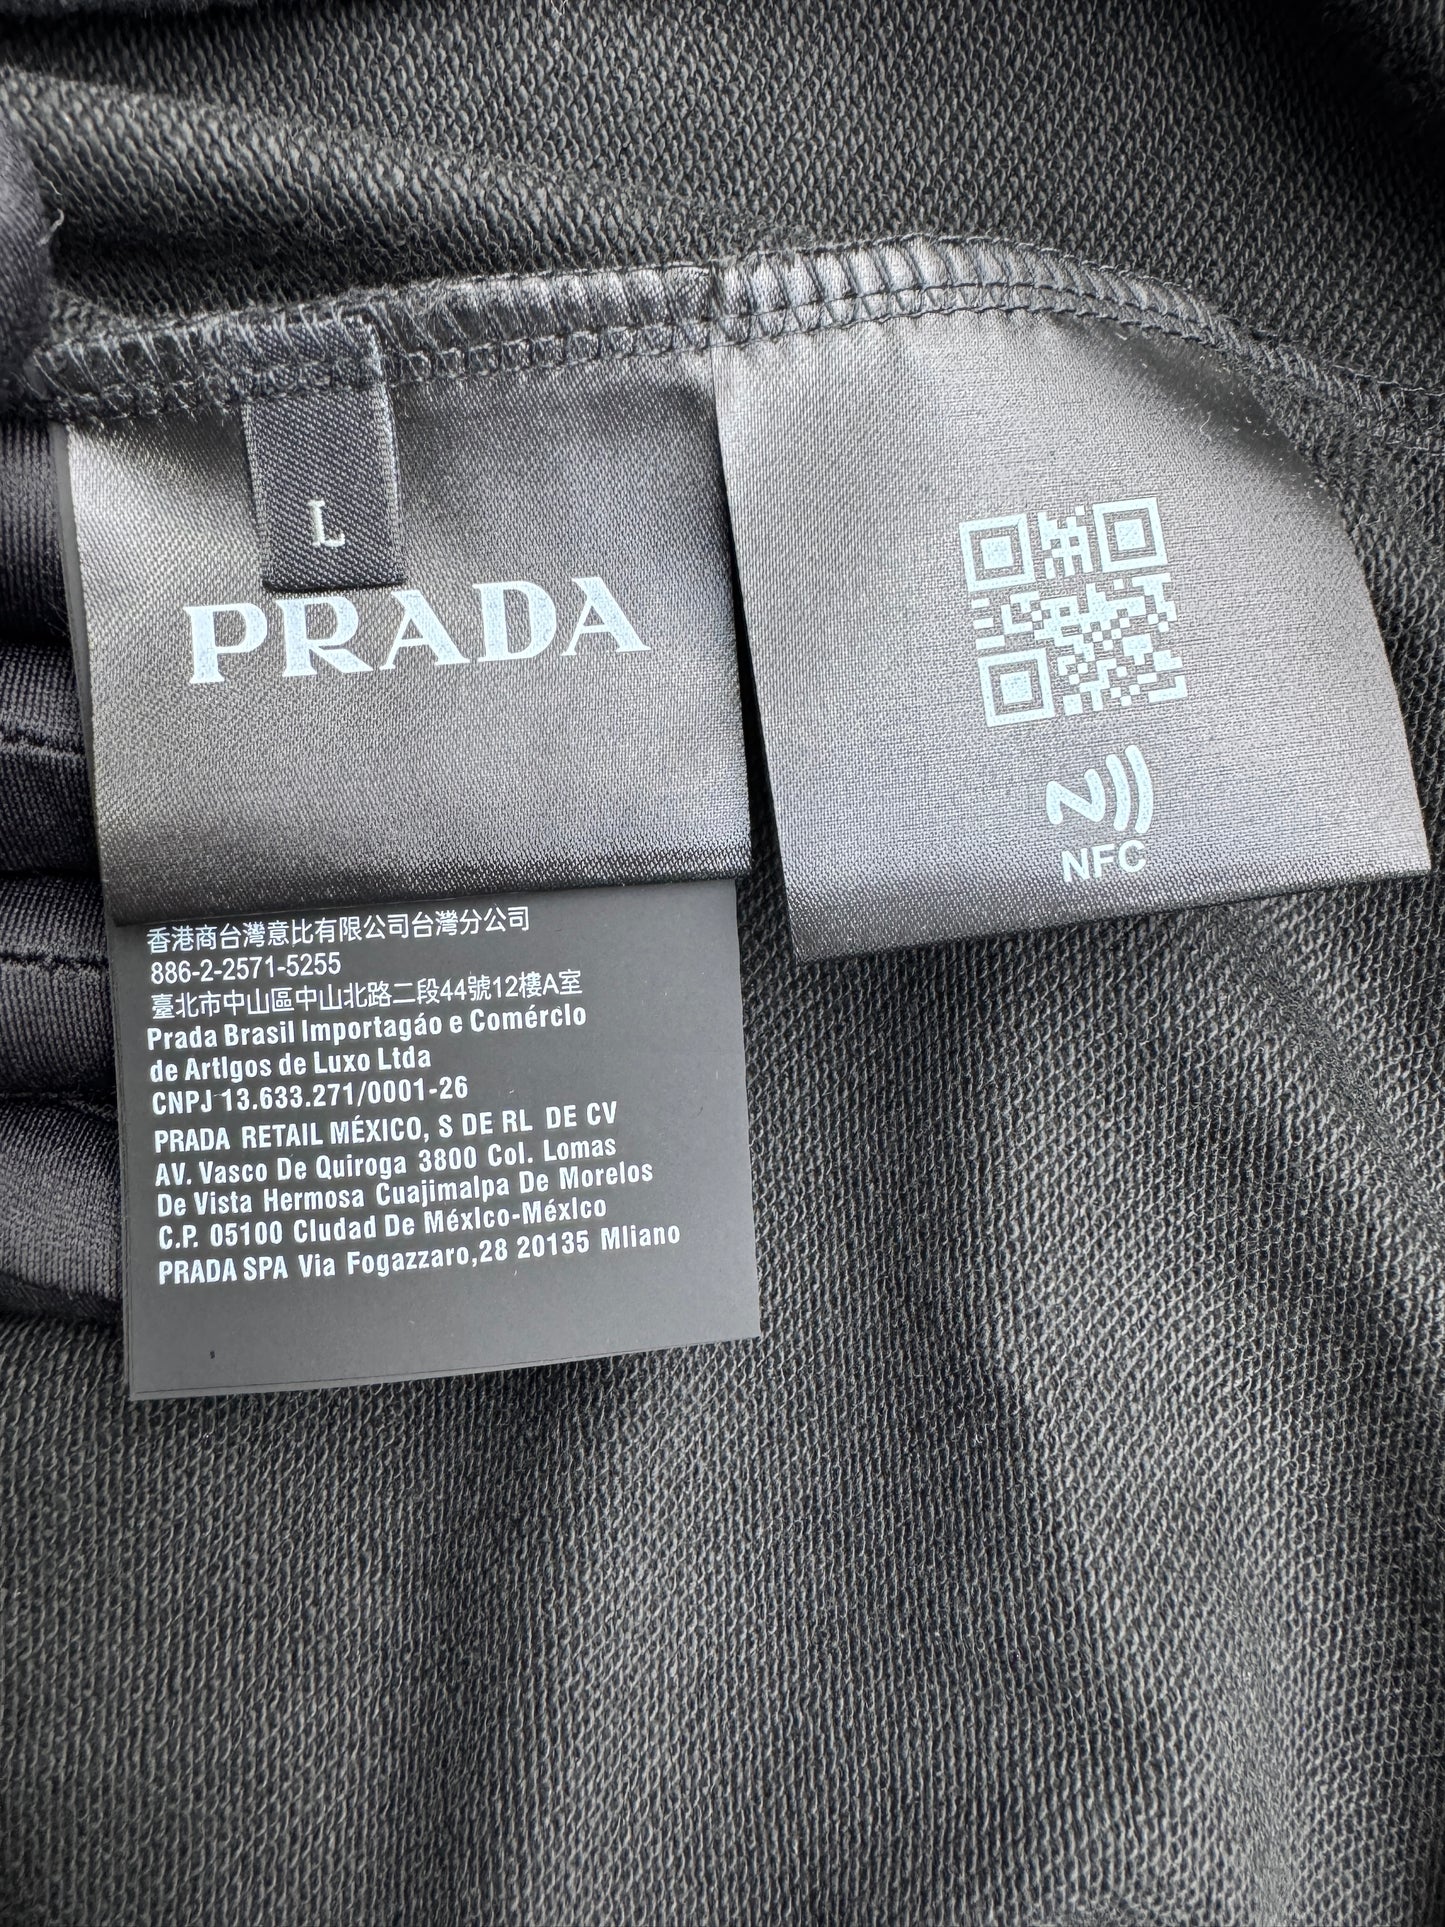 L
PRADA
NFC
香港商台灣意比有限公司台灣分公司
886-2-2571-5255
臺北市中山區中山北路二段44號12樓A室
Prada Brasil Importagáo e Comérclo
de Artlgos de Luxo Ltda
CNPJ 13.633.271/0001-26
PRADA RETAIL MÉXICO, S DE RL DE CV
AV. Vasco De Quiroga 3800 Col. Lomas
De Vista Hermosa Cuajimalpa De Morelos
C.P. 05100 Cludad De Méxlco-Méxlco
PRADA SPA Via Fogazzaro,28 20135 Mliano